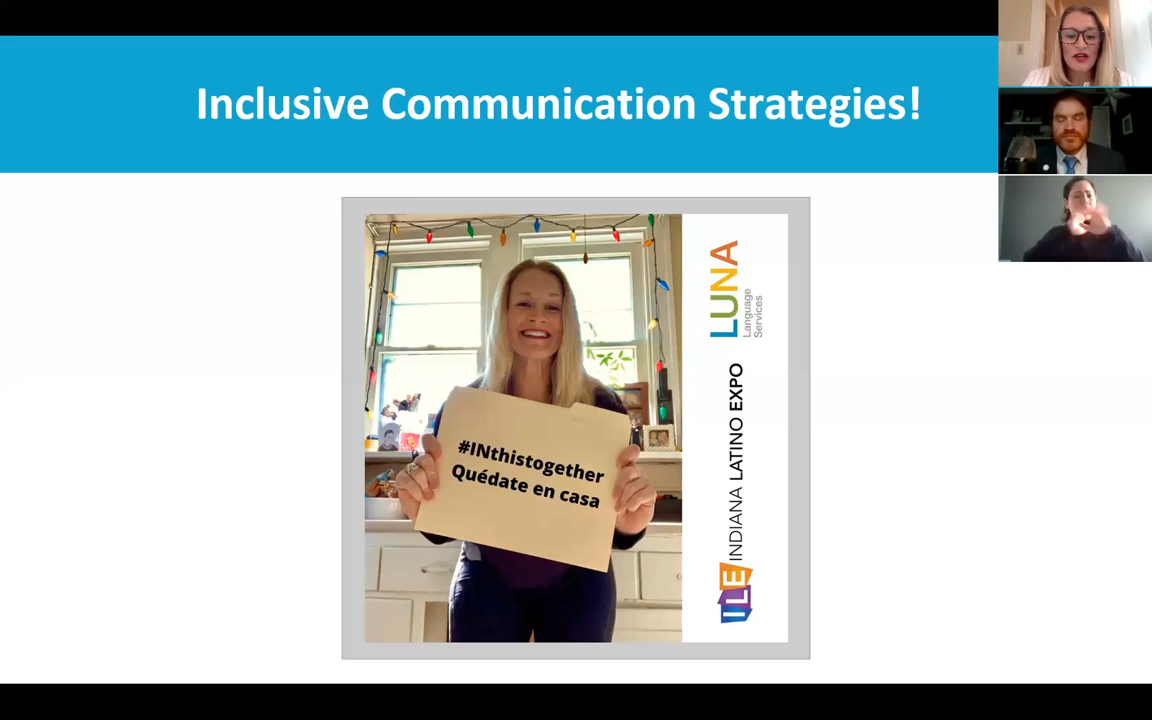 Inclusive Communication Strategies!
#INthistogether
Quédate en casa
LUNA
Language
Services
ILE INDIANA LATINO EXPO